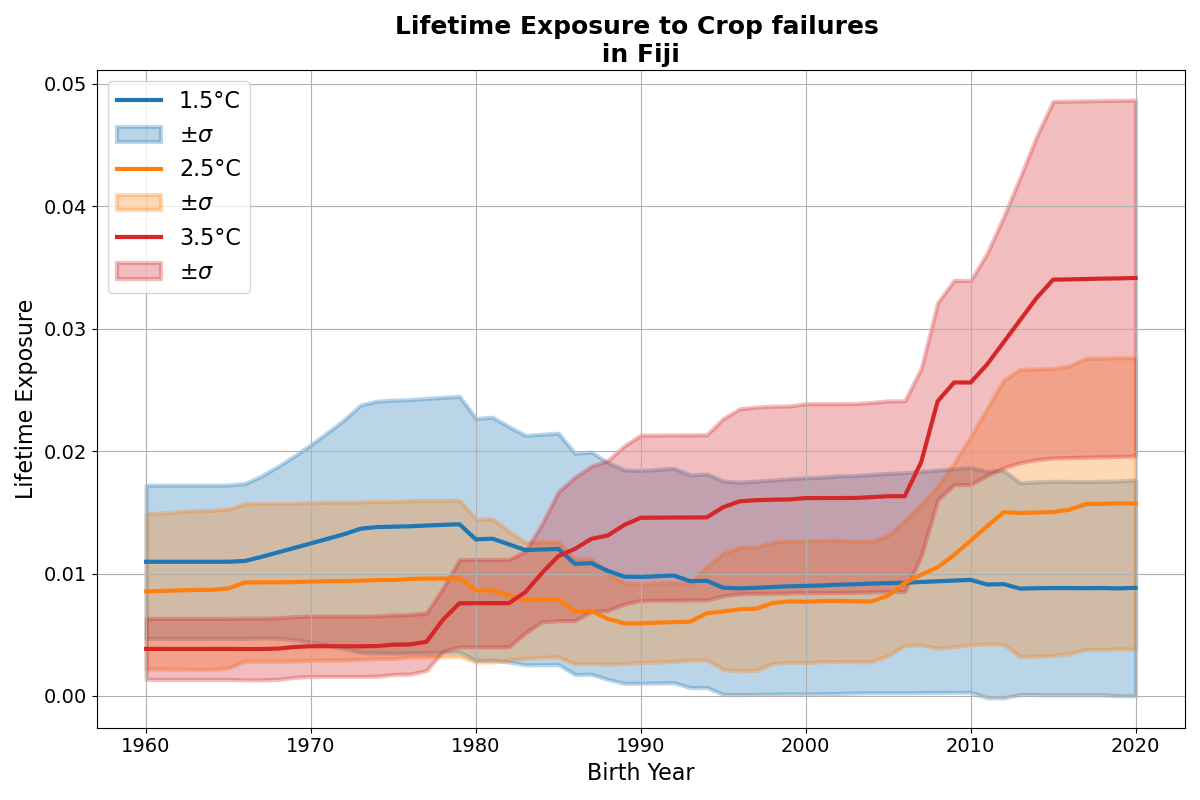 Lifetime Exposure to Crop failures
in Fiji
0.05
0.04
0.03
0.02
0.01
0.00
Lifetime Exposure
1.5°C
±σ
2.5°C
±σ
3.5°C
±σ
1960 1970 1980 1990 2000 2010 2020
Birth Year